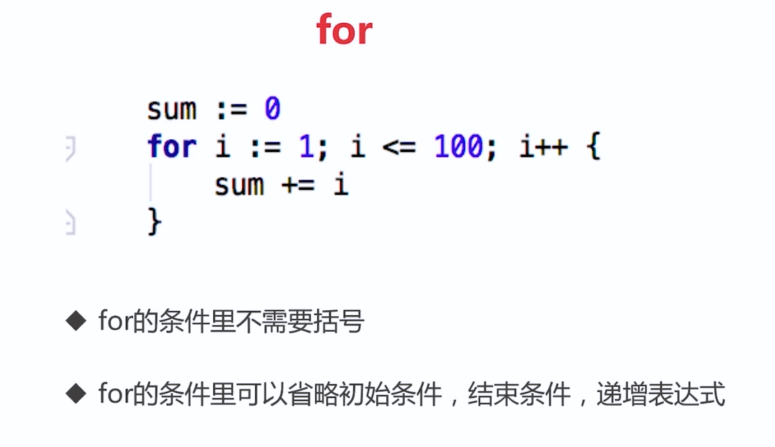 for
sum := 0
for i := 1; i <= 100; i++ {
sum += i
}
◆ for的条件里不需要括号
◆ for的条件里可以省略初始条件，结束条件，递增表达式